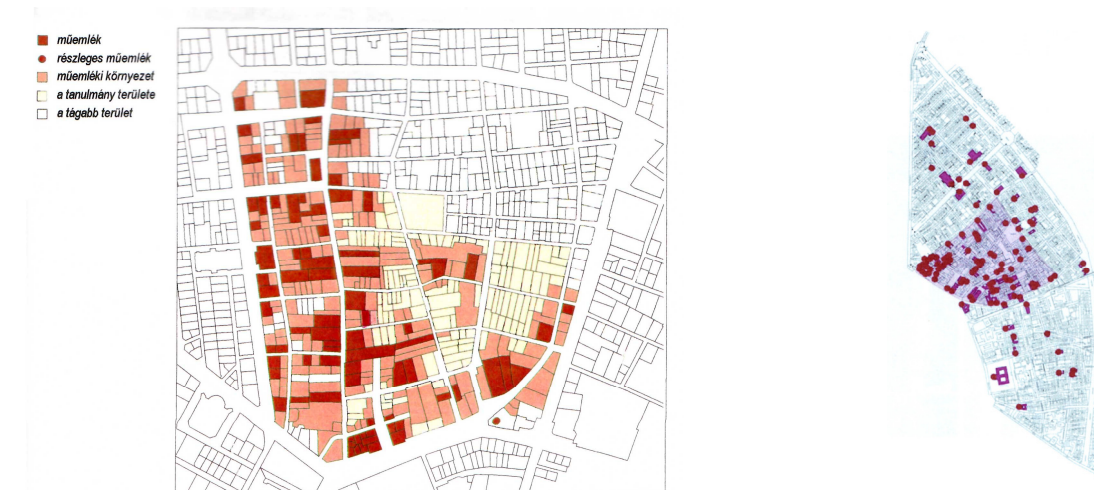 műemlék
részleges műemlék
műemléki környezet
a tanulmány területe
a tágabb terület